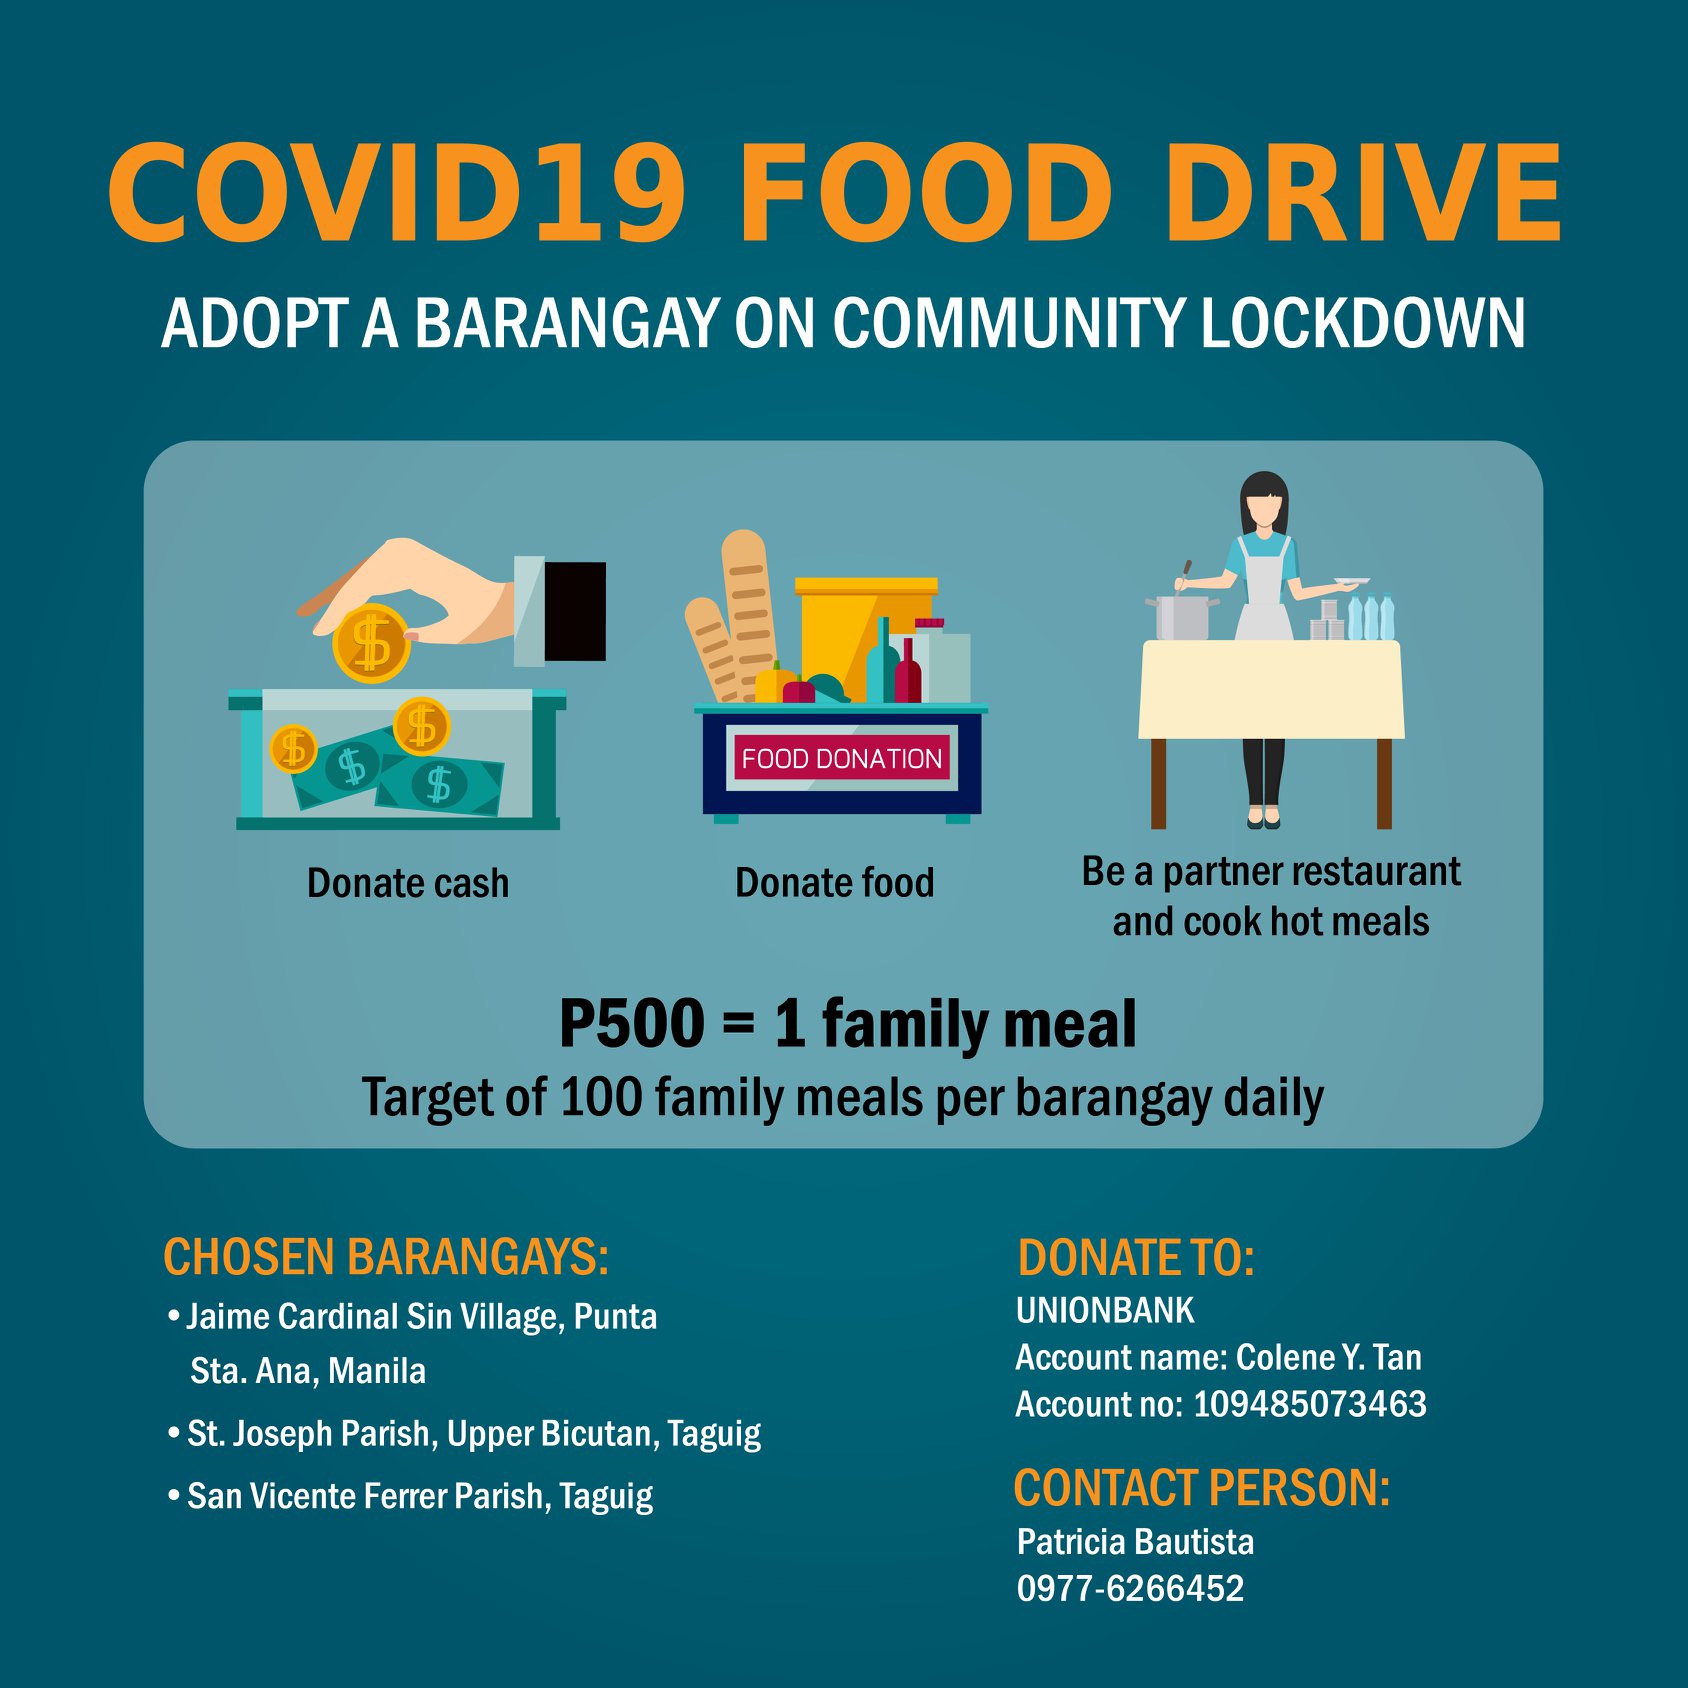 COVID19 FOOD DRIVE
ADOPT A BARANGAY ON COMMUNITY LOCKDOWN
$
$
$
$
$
FOOD DONATION
Donate cash
Donate food
Be a partner restaurant
and cook hot meals
P500 = 1 family meal
Target of 100 family meals per barangay daily
CHOSEN BARANGAYS:
• Jaime Cardinal Sin Village, Punta
Sta. Ana, Manila
• St. Joseph Parish, Upper Bicutan, Taguig
• San Vicente Ferrer Parish, Taguig
DONATE TO:
UNIONBANK
Account name: Colene Y. Tan
Account no: 109485073463
CONTACT PERSON:
Patricia Bautista
0977-6266452